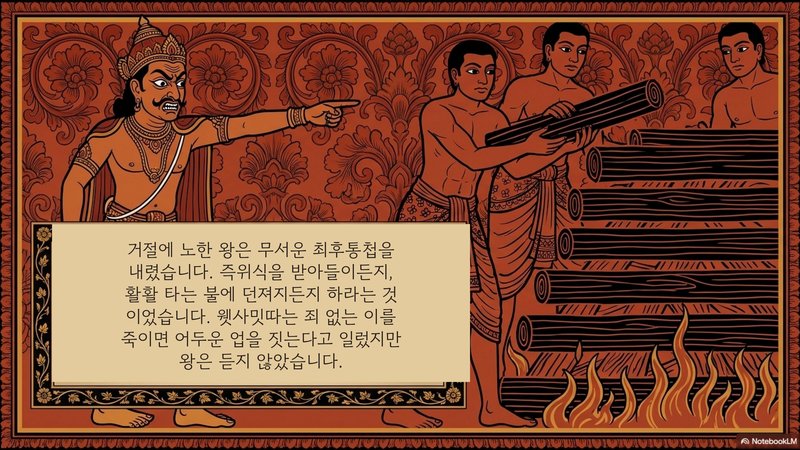 거절에 노한 왕은 무서운 최후통첩을
내렸습니다. 즉위식을 받아들이든지,
활활 타는 불에 던져지든지 하라는 것
이었습니다. 웻사밋따는 죄 없는 이를
죽이면 어두운 업을 짓는다고 일렀지만
왕은 듣지 않았습니다.
NotebookLM